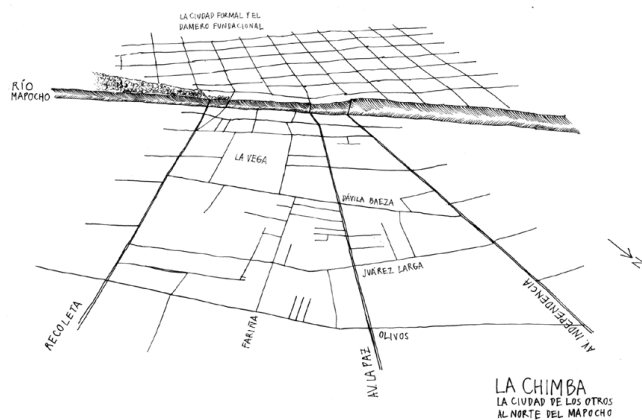 LA CIUDAD FORMAL Y EL
DAMERO FUNDACIONAL
RÍO
MAPOCHO
LA VEGA
DÁVILA BAEZA
JUÁREZ LARGA
RECOLETA
FARIÑA
AV. LA PAZ
OLIVOS
AV. INDEPENDENCIA
N
LA CHIMBA
LA CIUDAD DE LOS OTROS
AL NORTE DEL MAPOCHO